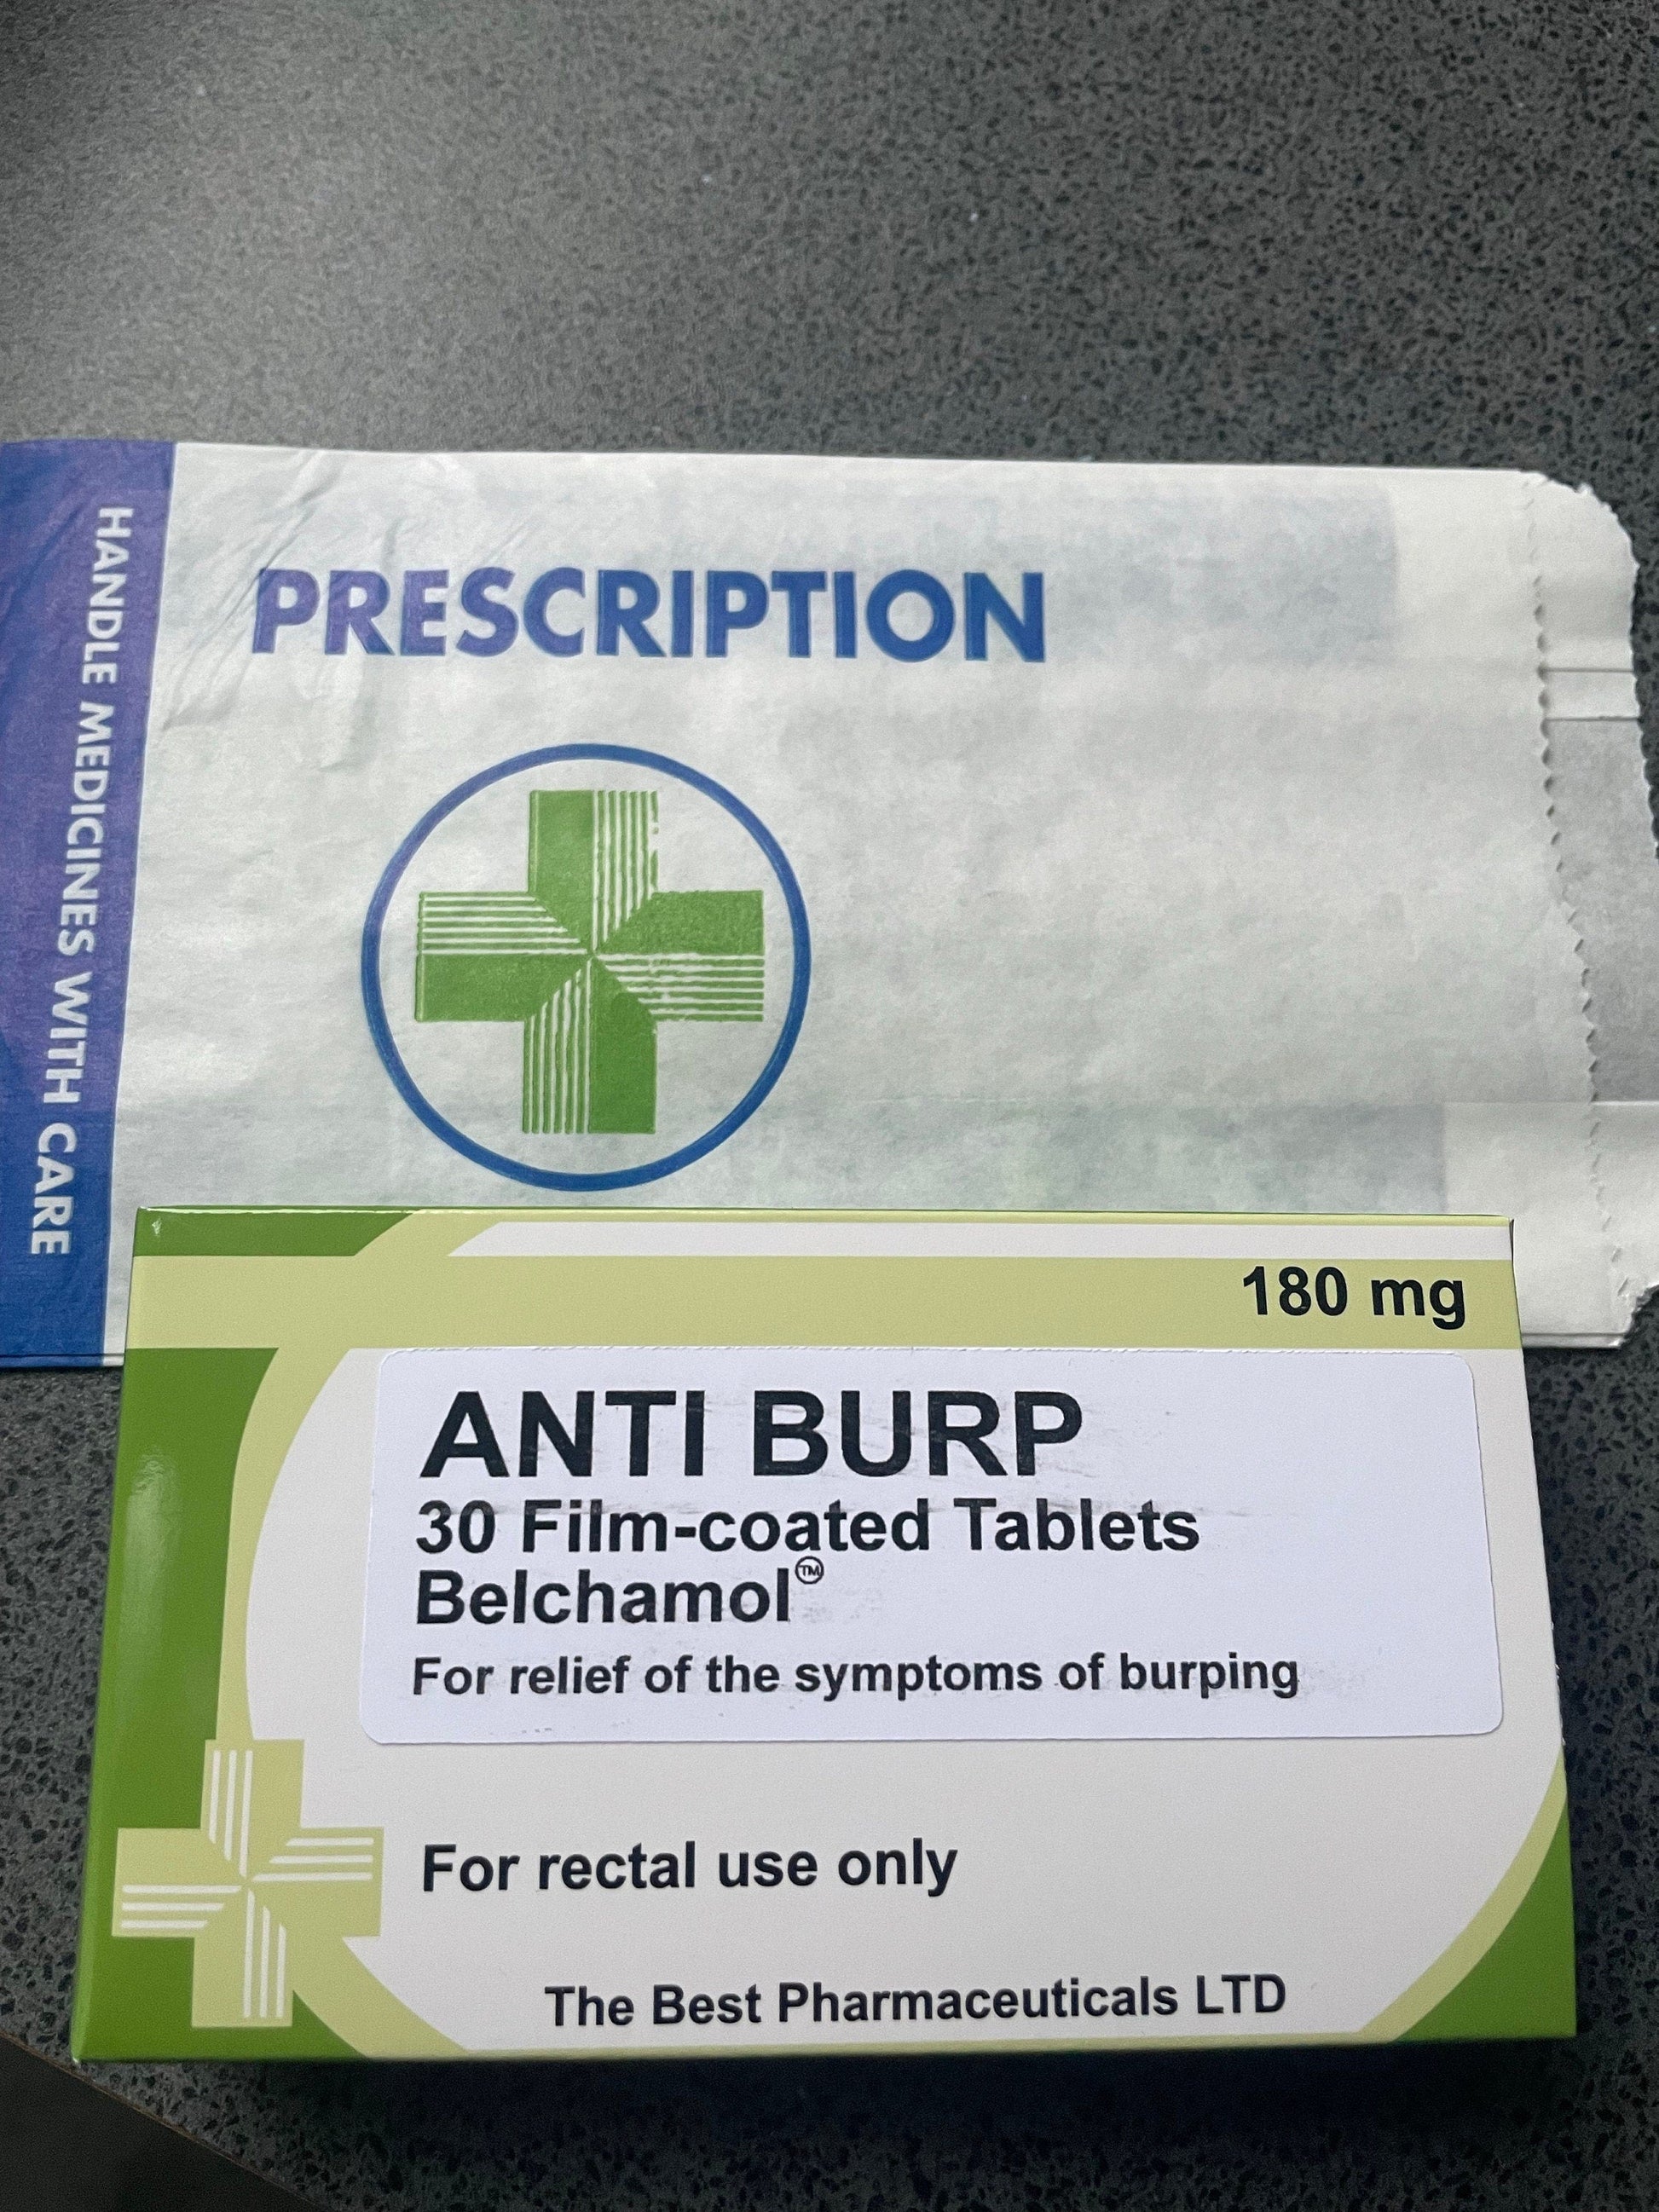 HANDLE MEDICINES WITH CARE
PRESCRIPTION
180 mg
ANTI BURP
30 Film-coated Tablets
Belchamol™
For relief of the symptoms of burping
For rectal use only
The Best Pharmaceuticals LTD